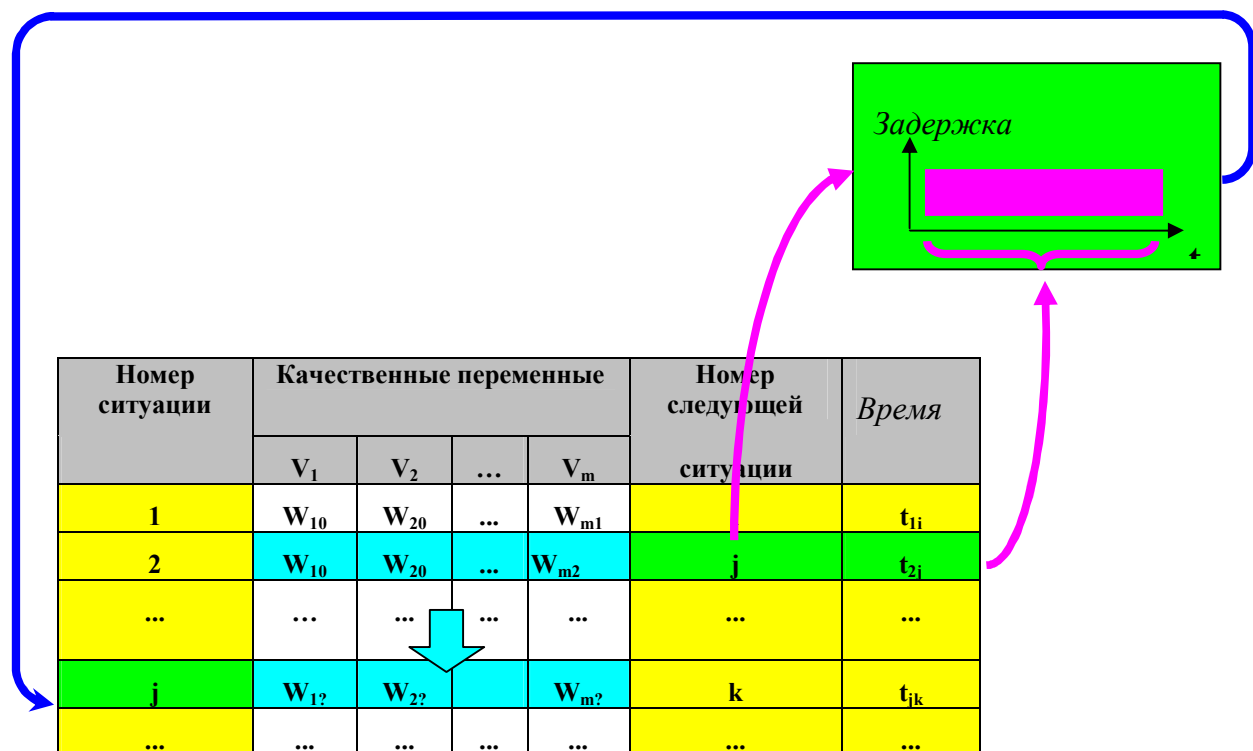 Задержка
t
Номер ситуации Качественные переменные Номер следующей ситуации Время
V₁ V₂ … Vₘ
1 W₁₀ W₂₀ ... Wₘ₁ t₁ᵢ
2 W₁₀ W₂₀ ... Wₘ₂ j t₂ⱼ
... … ... ... ... ... ...
j W₁? W₂? Wₘ? k tⱼₖ
... ... ... ... ... ... ...